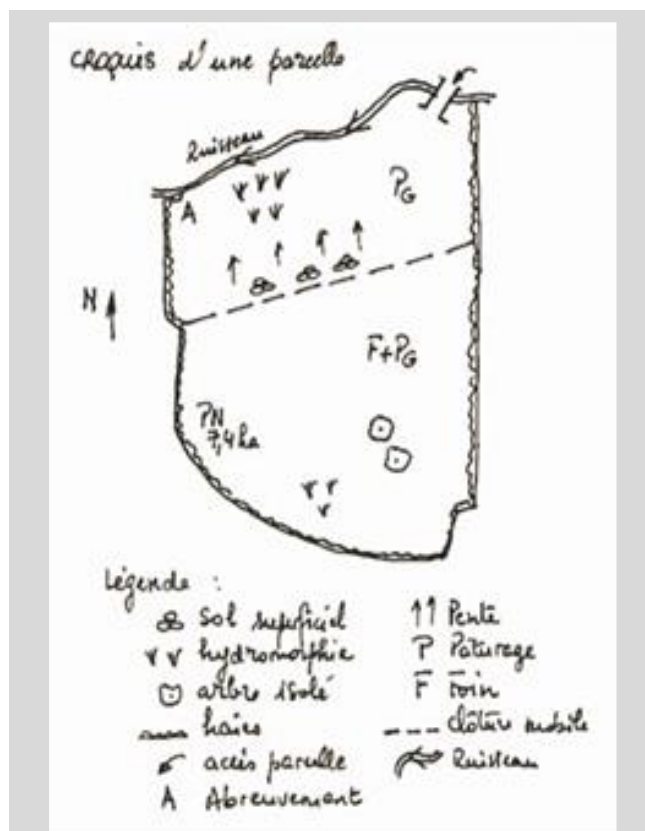 croquis d'une parcelle
Ruisseau
PG
A
N
F+PG
PN
7,4 ha
Légende :
sol superficiel
hydromorphie
arbre isolé
haies
accès parcelle
A Abreuvement
Pente
P Paturage
F Foin
clôture mobile
Ruisseau